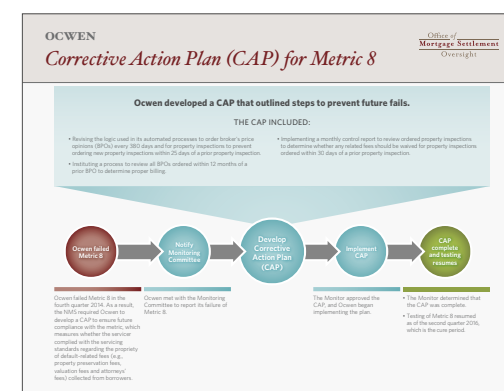 OCWEN
Corrective Action Plan (CAP) for Metric 8
Office of
Mortgage Settlement
Oversight
Ocwen developed a CAP that outlined steps to prevent future fails.
THE CAP INCLUDED:
• Revising the logic used in its automated processes to order broker's price
opinions (BPOs) every 380 days and for property inspections to prevent
ordering new property inspections within 25 days of a prior property inspection.
• Instituting a process to review all BPOs ordered within 12 months of a
prior BPO to determine proper billing.
• Implementing a monthly control report to review ordered property inspections
to determine whether any related fees should be waived for property inspections
ordered within 30 days of a prior property inspection.
Ocwen failed
Metric 8
Notify
Monitoring
Committee
Develop
Corrective
Action Plan
(CAP)
Implement
CAP
CAP
complete
and testing
resumes
Ocwen failed Metric 8 in the
fourth quarter 2014. As a result,
the NMS required Ocwen to
develop a CAP to ensure future
compliance with the metric, which
measures whether the servicer
complied with the servicing
standards regarding the propriety
of default-related fees (e.g.,
property preservation fees,
valuation fees and attorneys'
fees) collected from borrowers.
Ocwen met with the Monitoring
Committee to report its failure of
Metric 8.
The Monitor approved the
CAP, and Ocwen began
implementing the plan.
• The Monitor determined that
the CAP was complete.
• Testing of Metric 8 resumed
as of the second quarter 2016,
which is the cure period.